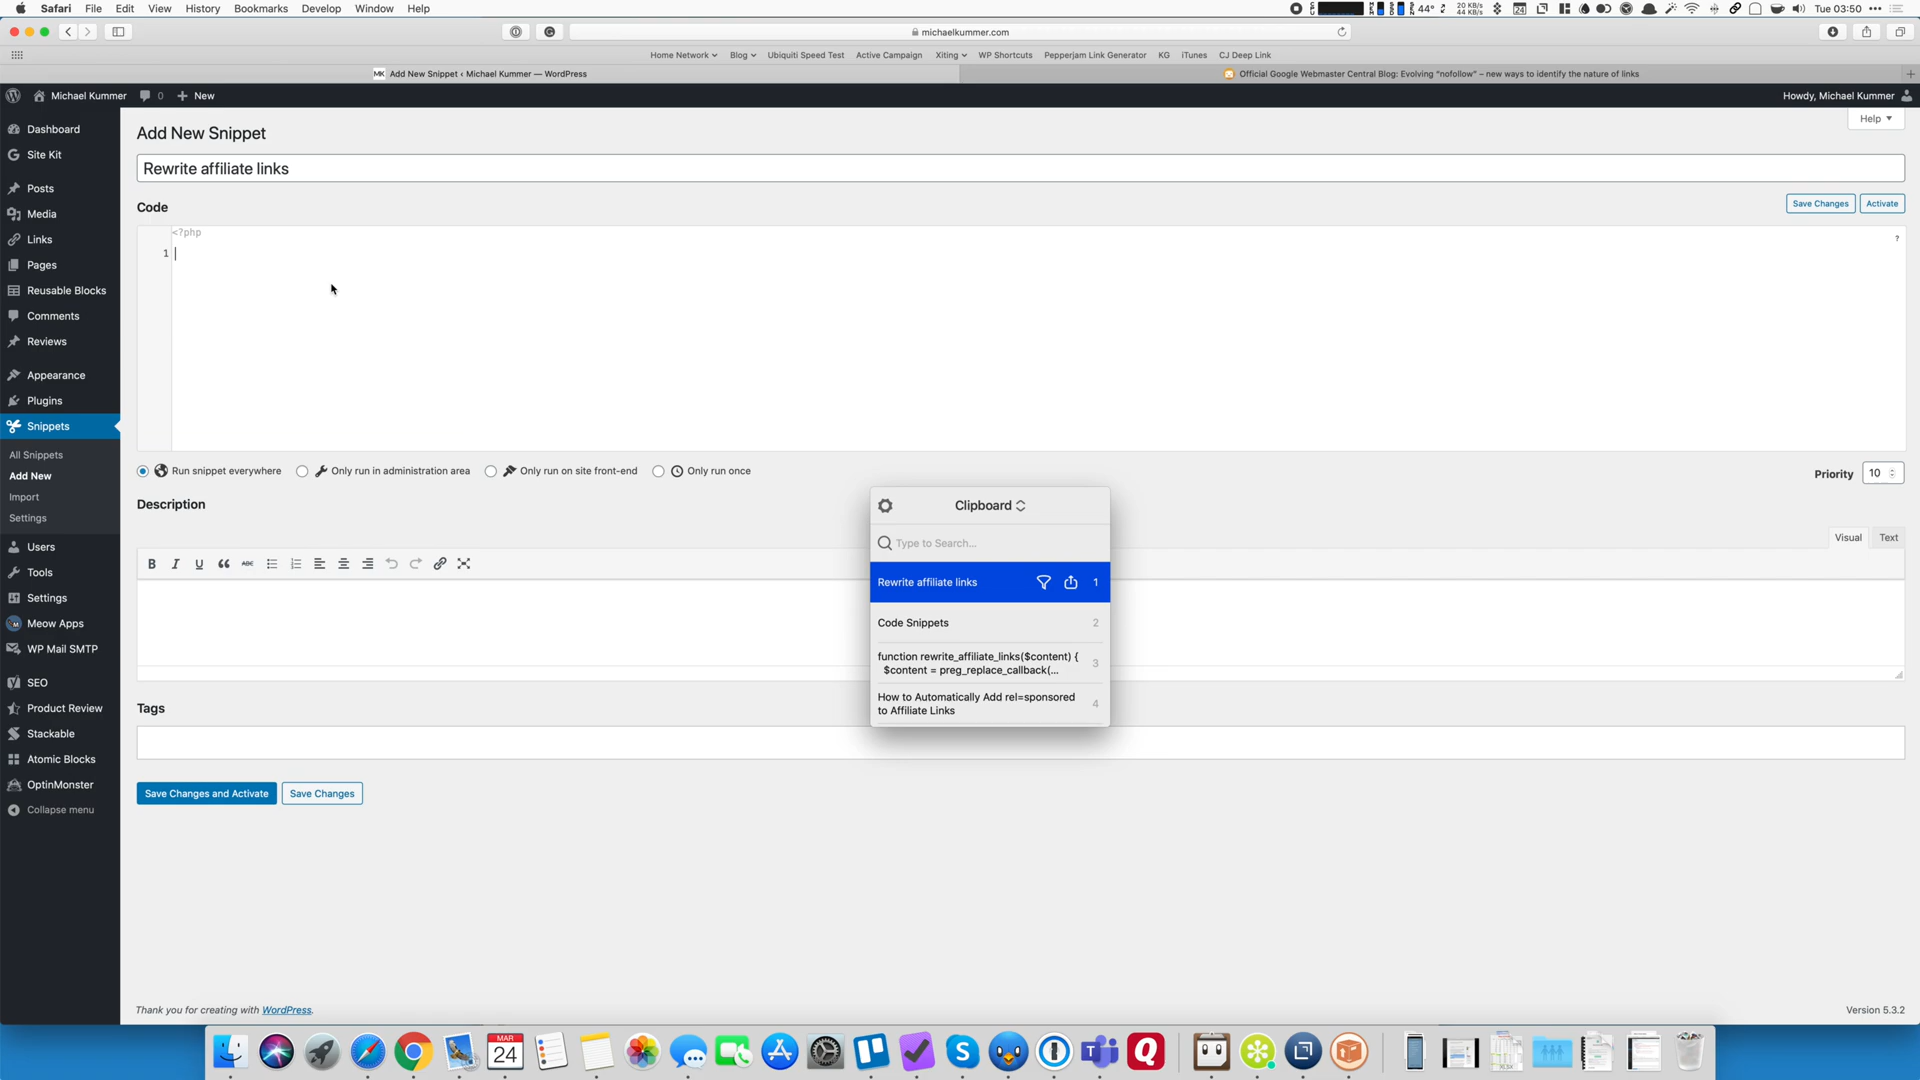 Safari File Edit View History Bookmarks Develop Window Help
44° 20 KB/s 44 KB/s 24 Tue 03:50
michaelkummer.com
Home Network Blog Ubiquiti Speed Test Active Campaign Xiting WP Shortcuts Pepperjam Link Generator KG iTunes CJ Deep Link
MK Add New Snippet ‹ Michael Kummer — WordPress
Official Google Webmaster Central Blog: Evolving “nofollow” – new ways to identify the nature of links
Michael Kummer 0 + New
Howdy, Michael Kummer
Help
Dashboard
Site Kit
Posts
Media
Links
Pages
Reusable Blocks
Comments
Reviews
Appearance
Plugins
Snippets
All Snippets
Add New
Import
Settings
Users
Tools
Settings
Meow Apps
WP Mail SMTP
SEO
Product Review
Stackable
Atomic Blocks
OptinMonster
Collapse menu
Add New Snippet
Rewrite affiliate links
Code
Save Changes Activate
<?php
?
1
Run snippet everywhere Only run in administration area Only run on site front-end Only run once
Priority 10
Description
Visual Text
B I U ABC
Tags
Save Changes and Activate Save Changes
Clipboard
Type to Search...
Rewrite affiliate links 1
Code Snippets 2
function rewrite_affiliate_links($content) {
$content = preg_replace_callback(... 3
How to Automatically Add rel=sponsored
to Affiliate Links 4
Thank you for creating with WordPress.
Version 5.3.2
MAR
24